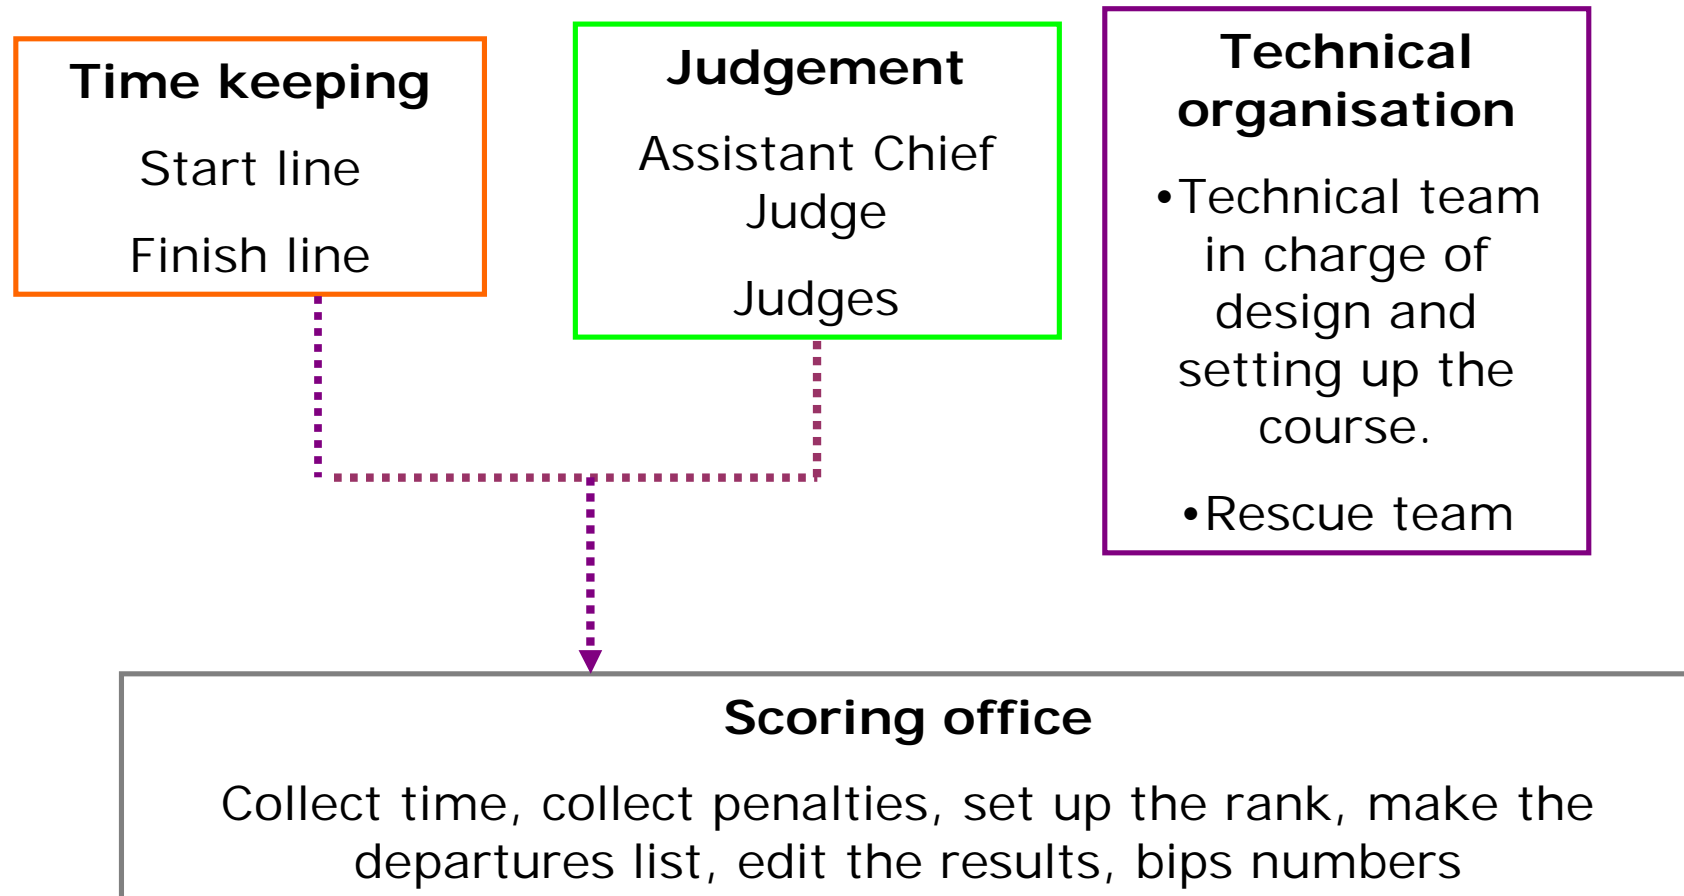 Time keeping
Start line
Finish line
Judgement
Assistant Chief
Judge
Judges
Technical
organisation
•Technical team
in charge of
design and
setting up the
course.
•Rescue team
Scoring office
Collect time, collect penalties, set up the rank, make the
departures list, edit the results, bips numbers